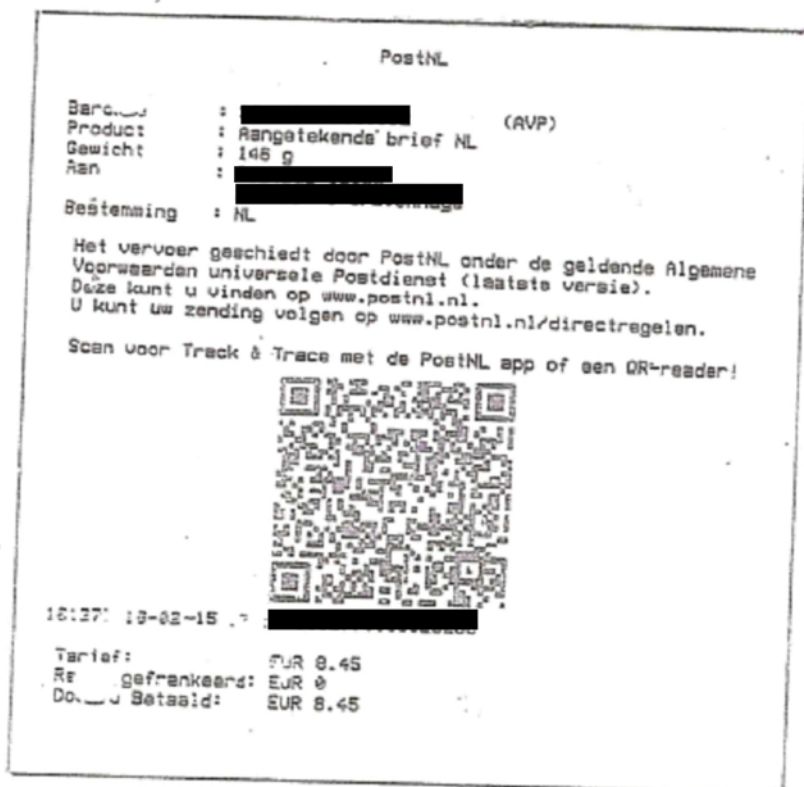 PostNL
: (AVP)
Product : Aangetekende brief NL
Gewicht : 146 g
Aan :
Bestemming : NL
Het vervoer geschiedt door PostNL onder de geldende Algemene
Voorwaarden universele Postdienst (laatste versie).
Deze kunt u vinden op www.postnl.nl.
U kunt uw zending volgen op www.postnl.nl/directregelen.
Scan voor Track & Trace met de PostNL app of een QR-reader!
Tarief: EUR 8.45
gefrankeerd: EUR 0
Betaald: EUR 8.45